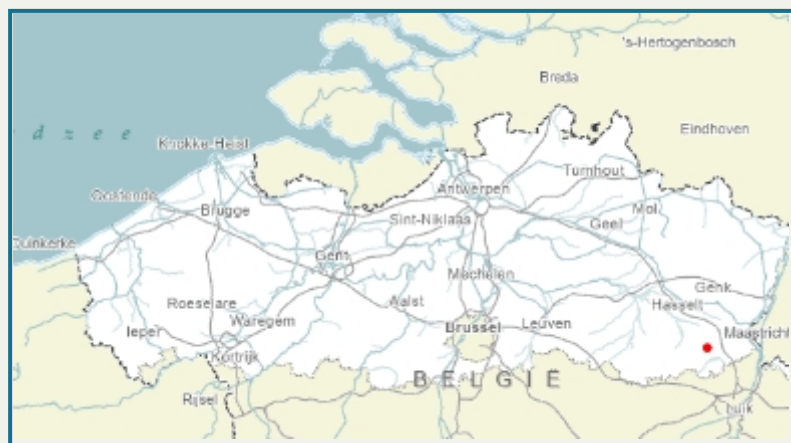 's-Hertogenbosch
Breda
d z e e
Eindhoven
Knokke-Heist
Turnhout
Oostende
Antwerpen
Brugge
Mol
Sint-Niklaas
Geel
Duinkerke
Gent
Mechelen
Genk
Roeselare
Aalst
Hasselt
Ieper
Waregem
Brussel
Leuven
Maastricht
Kortrijk
BELGIË
Rijsel
Luik